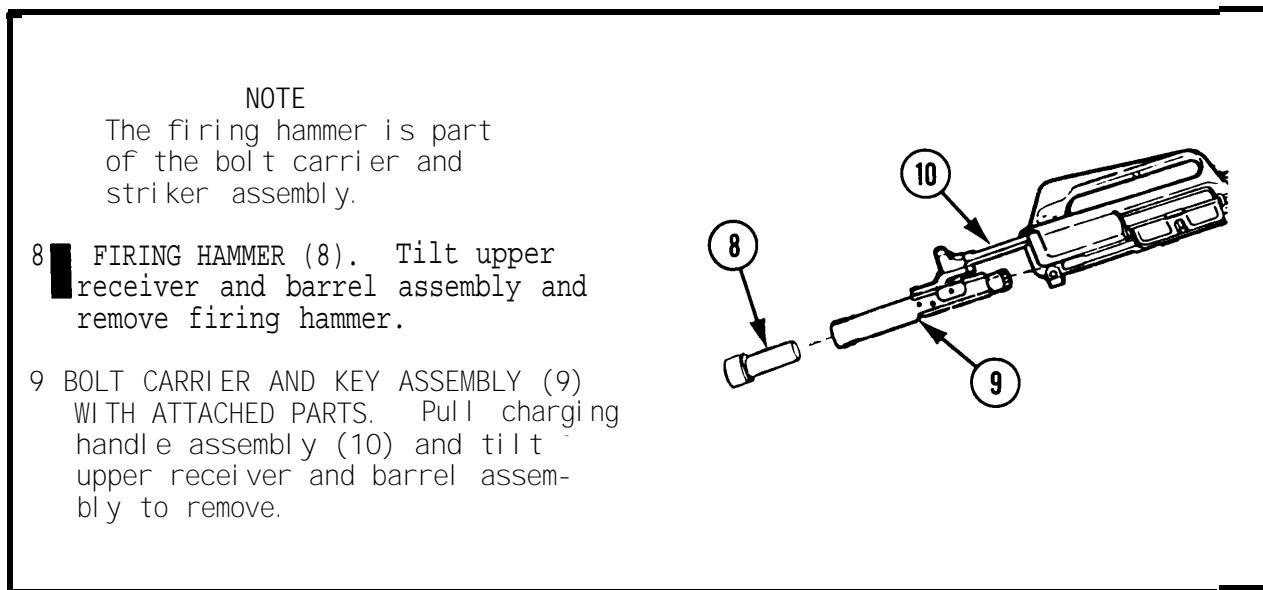 NOTE
The firing hammer is part
of the bolt carrier and
striker assembly.
8 FIRING HAMMER (8). Tilt upper
receiver and barrel assembly and
remove firing hammer.
9 BOLT CARRIER AND KEY ASSEMBLY (9)
WITH ATTACHED PARTS. Pull charging
handle assembly (10) and tilt
upper receiver and barrel assem-
bly to remove.
10
8
9